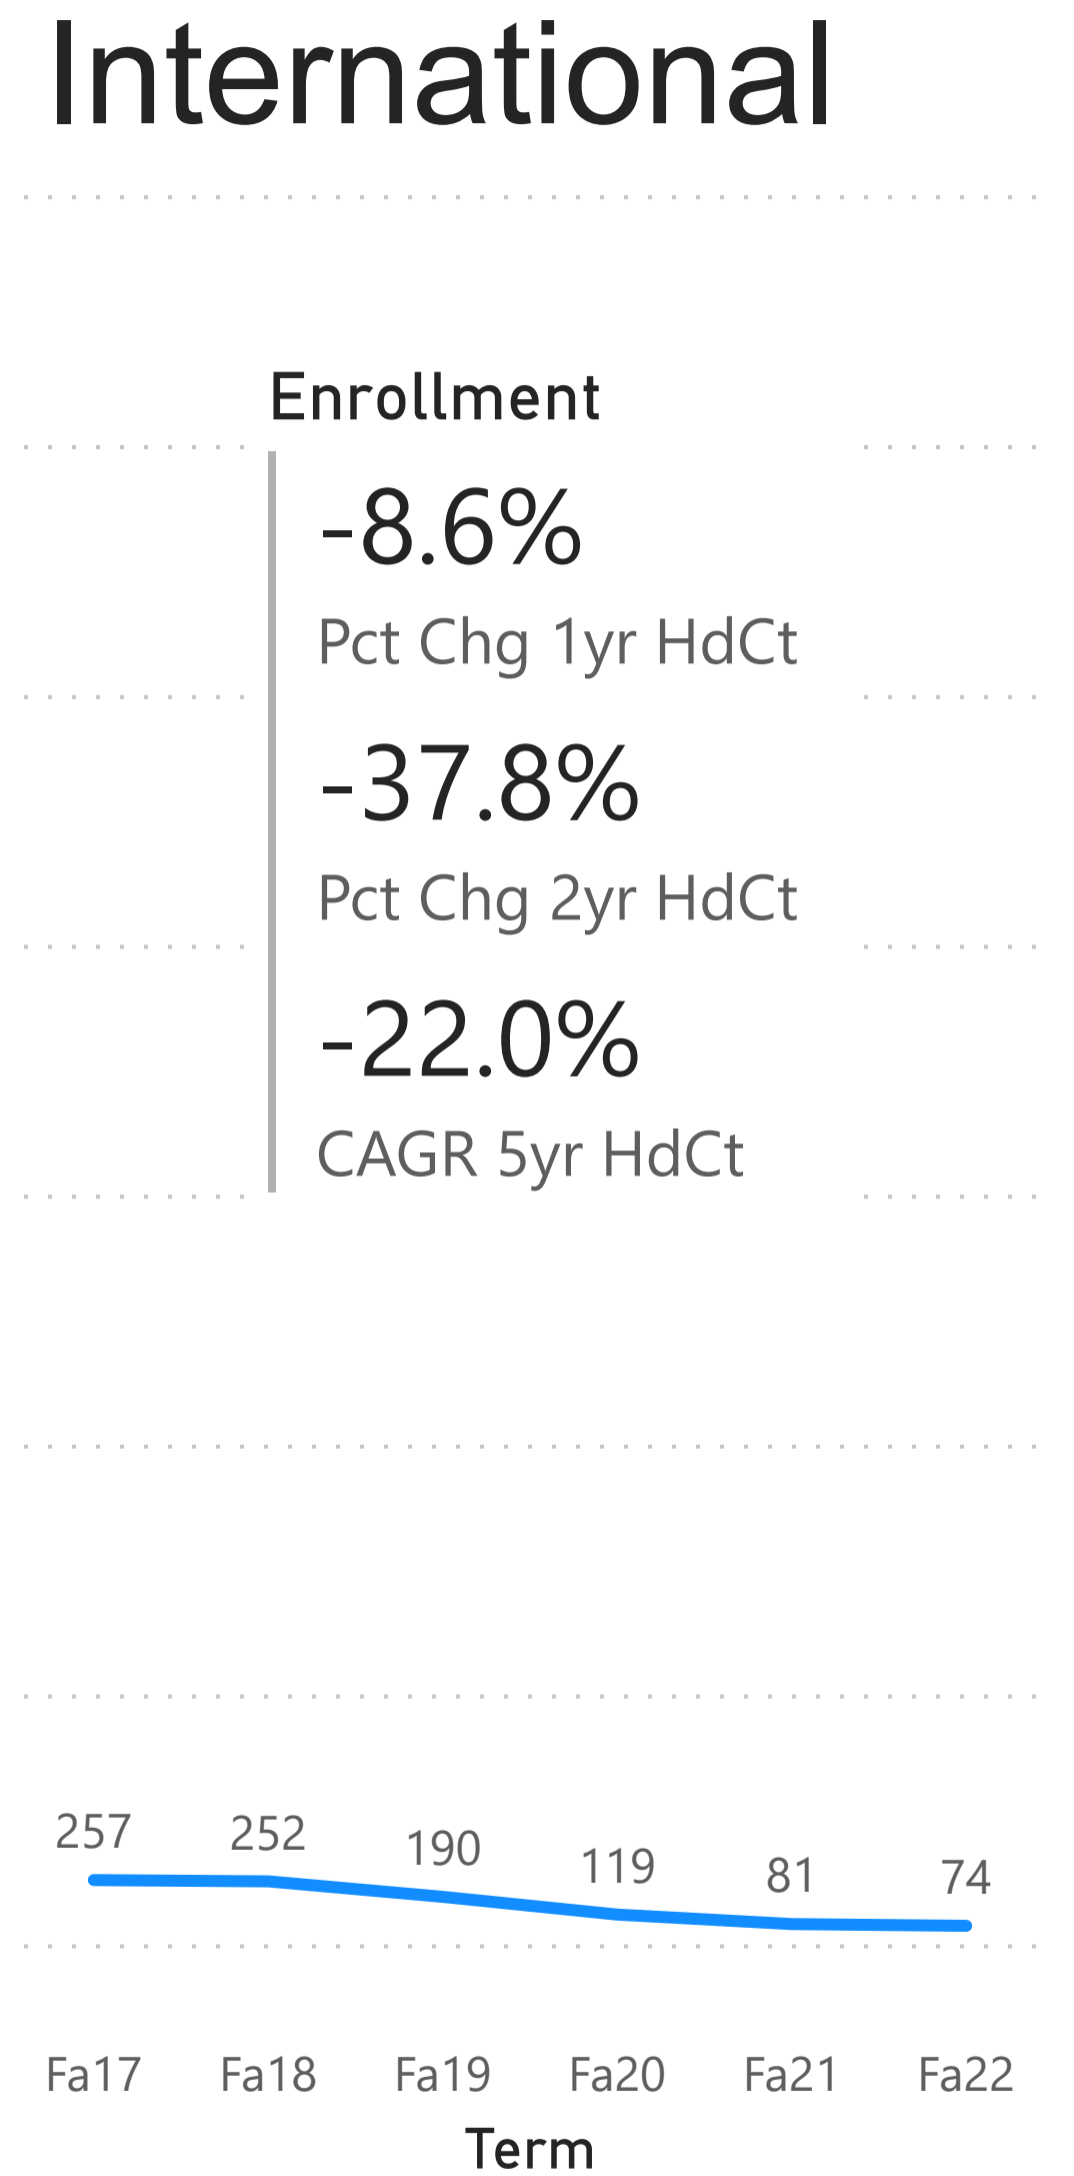 International
Enrollment
-8.6%
Pct Chg 1yr HdCt
-37.8%
Pct Chg 2yr HdCt
-22.0%
CAGR 5yr HdCt
257 252 190 119 81 74
Fa17 Fa18 Fa19 Fa20 Fa21 Fa22
Term